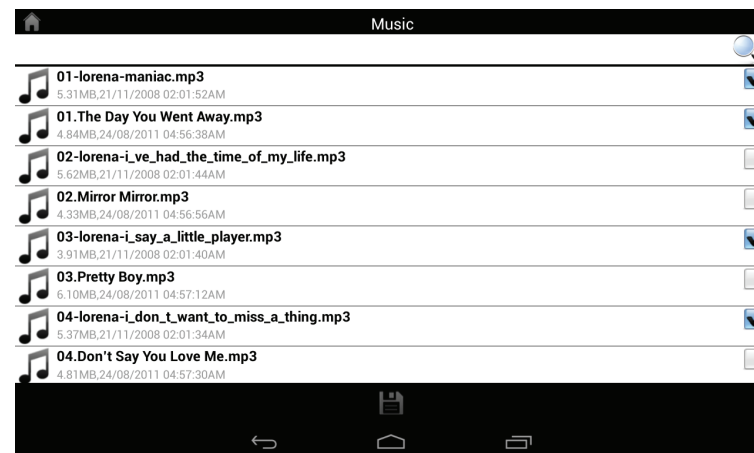 Music
01-lorena-maniac.mp3
5.31MB,21/11/2008 02:01:52AM
01.The Day You Went Away.mp3
4.84MB,24/08/2011 04:56:38AM
02-lorena-i_ve_had_the_time_of_my_life.mp3
5.62MB,21/11/2008 02:01:44AM
02.Mirror Mirror.mp3
4.33MB,24/08/2011 04:56:56AM
03-lorena-i_say_a_little_player.mp3
3.91MB,21/11/2008 02:01:40AM
03.Pretty Boy.mp3
6.10MB,24/08/2011 04:57:12AM
04-lorena-i_don_t_want_to_miss_a_thing.mp3
5.37MB,21/11/2008 02:01:34AM
04.Don't Say You Love Me.mp3
4.81MB,24/08/2011 04:57:30AM